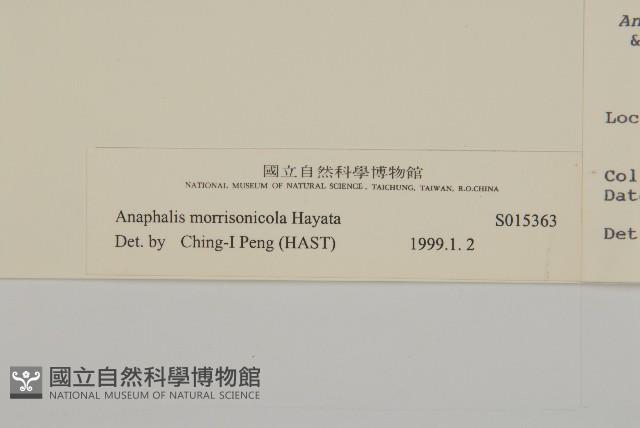 An
&
Loc
Col
Date
Det
國立自然科學博物館
NATIONAL MUSEUM OF NATURAL SCIENCE, TAICHUNG, TAIWAN, R.O.CHINA
Anaphalis morrisonicola Hayata S015363
Det. by Ching-I Peng (HAST) 1999.1. 2
國立自然科學博物館
NATIONAL MUSEUM OF NATURAL SCIENCE